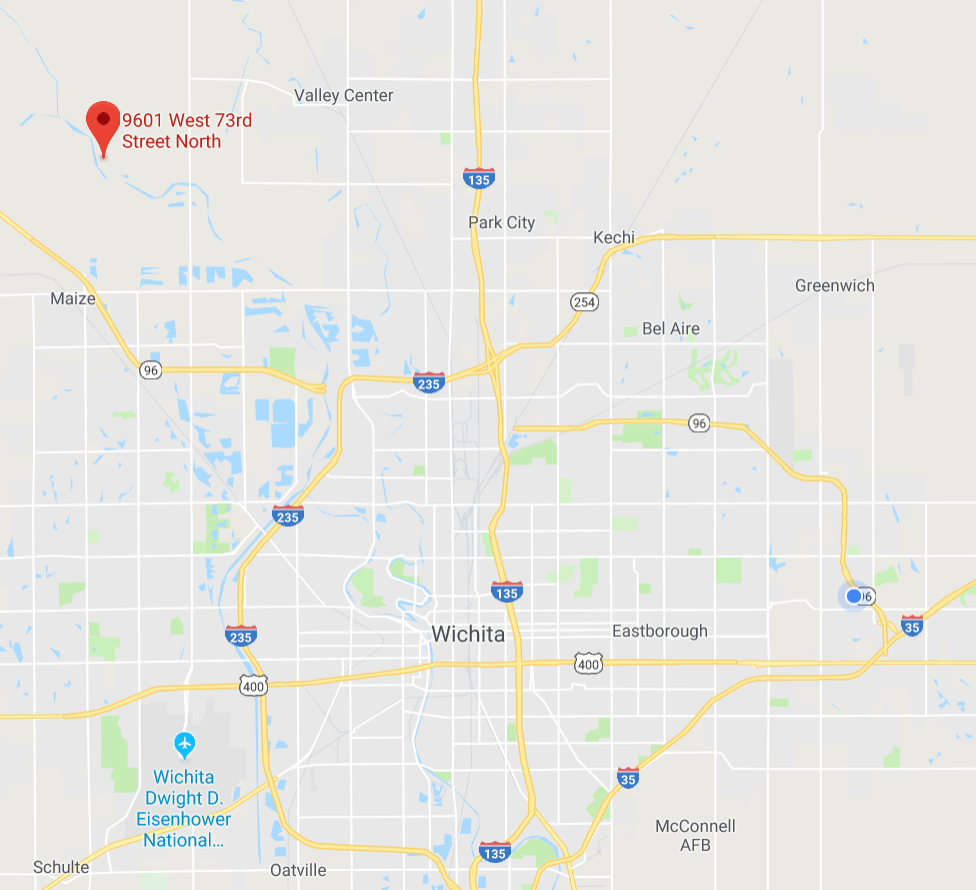 Valley Center
9601 West 73rd
Street North
135
Park City
Kechi
Greenwich
Maize
254
Bel Aire
96
235
96
235
135
96
35
235
Wichita
Eastborough
400
400
Wichita
Dwight D.
Eisenhower
National...
35
McConnell
AFB
135
Schulte
Oatville